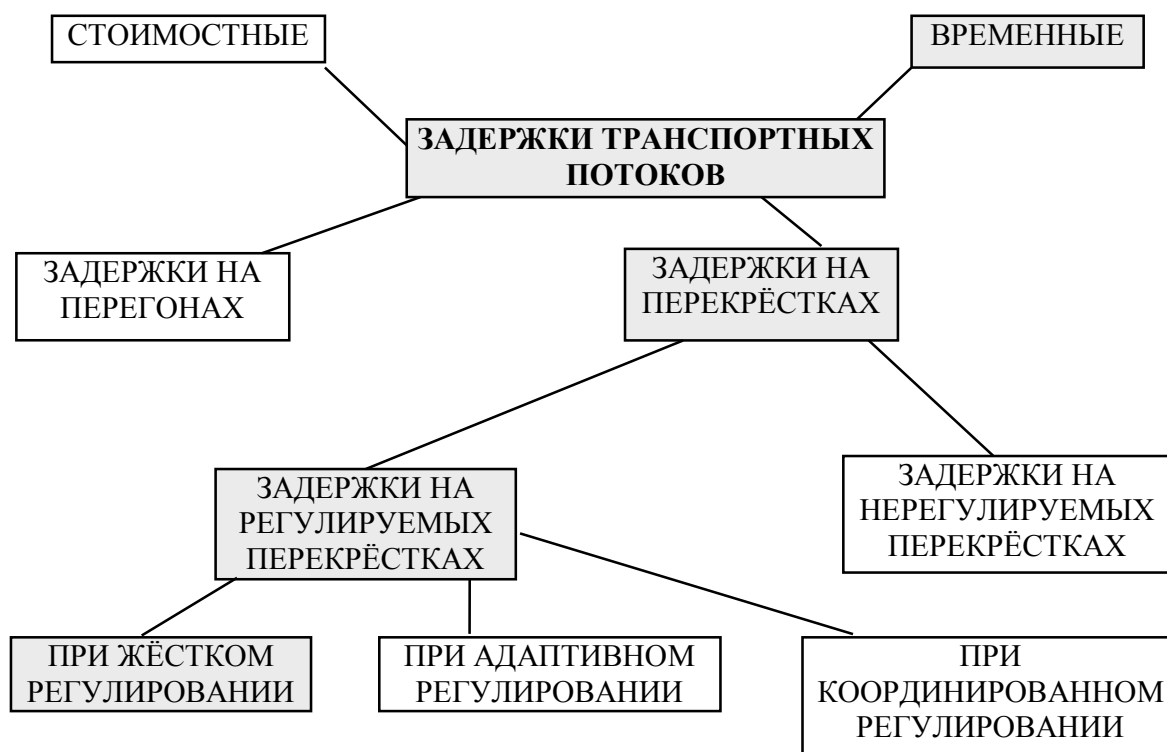 СТОИМОСТНЫЕ
ВРЕМЕННЫЕ
ЗАДЕРЖКИ ТРАНСПОРТНЫХ
ПОТОКОВ
ЗАДЕРЖКИ НА
ПЕРЕГОНАХ
ЗАДЕРЖКИ НА
ПЕРЕКРЁСТКАХ
ЗАДЕРЖКИ НА
РЕГУЛИРУЕМЫХ
ПЕРЕКРЁСТКАХ
ЗАДЕРЖКИ НА
НЕРЕГУЛИРУЕМЫХ
ПЕРЕКРЁСТКАХ
ПРИ ЖЁСТКОМ
РЕГУЛИРОВАНИИ
ПРИ АДАПТИВНОМ
РЕГУЛИРОВАНИИ
ПРИ
КООРДИНИРОВАННОМ
РЕГУЛИРОВАНИИ